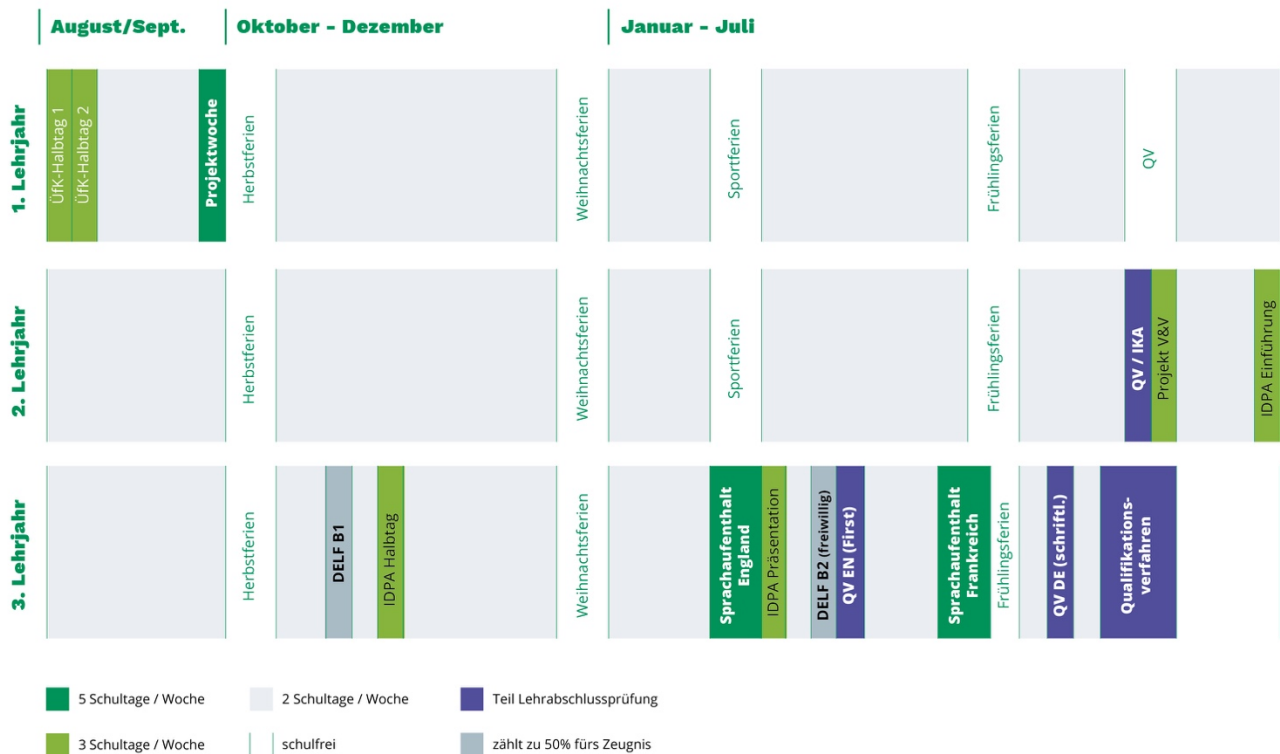 August/Sept.
Oktober - Dezember
Januar - Juli
1. Lehrjahr
ÜfK-Halbtag 1
ÜfK-Halbtag 2
Projektwoche
Herbstferien
Weihnachtsferien
Sportferien
Frühlingsferien
QV
2. Lehrjahr
Herbstferien
Weihnachtsferien
Sportferien
Frühlingsferien
QV / IKA
Projekt V&V
IDPA Einführung
3. Lehrjahr
Herbstferien
DELF B1
IDPA Halbtag
Weihnachtsferien
Sprachaufenthalt
England
IDPA Präsentation
DELF B2 (freiwillig)
QV EN (First)
Sprachaufenthalt
Frankreich
Frühlingsferien
QV DE (schriftl.)
Qualifikations-
verfahren
5 Schultage / Woche
2 Schultage / Woche
Teil Lehrabschlussprüfung
3 Schultage / Woche
schulfrei
zählt zu 50% fürs Zeugnis